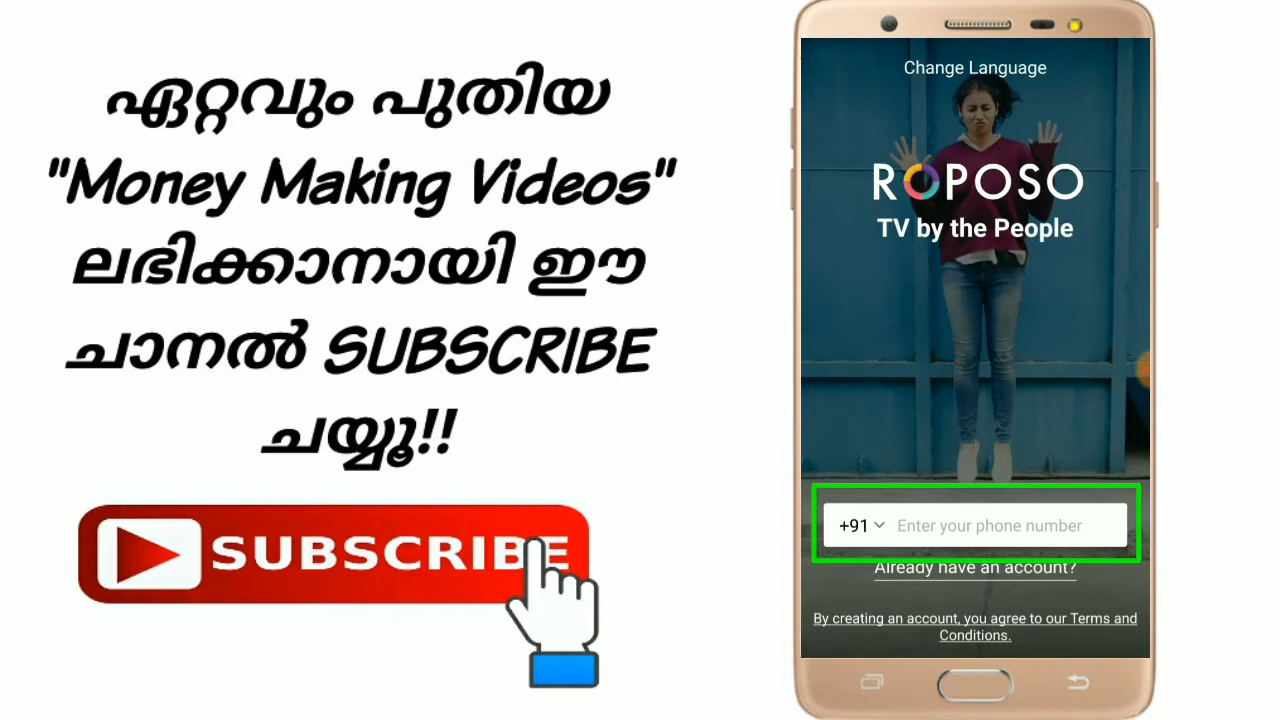 ഏറ്റവും പുതിയ
"Money Making Videos"
ലഭിക്കാനായി ഈ
ചാനൽ SUBSCRIBE
ചയ്യൂ!!
SUBSCRIBE
Change Language
ROPOSO
TV by the People
+91 Enter your phone number
Already have an account?
By creating an account, you agree to our Terms and
Conditions.